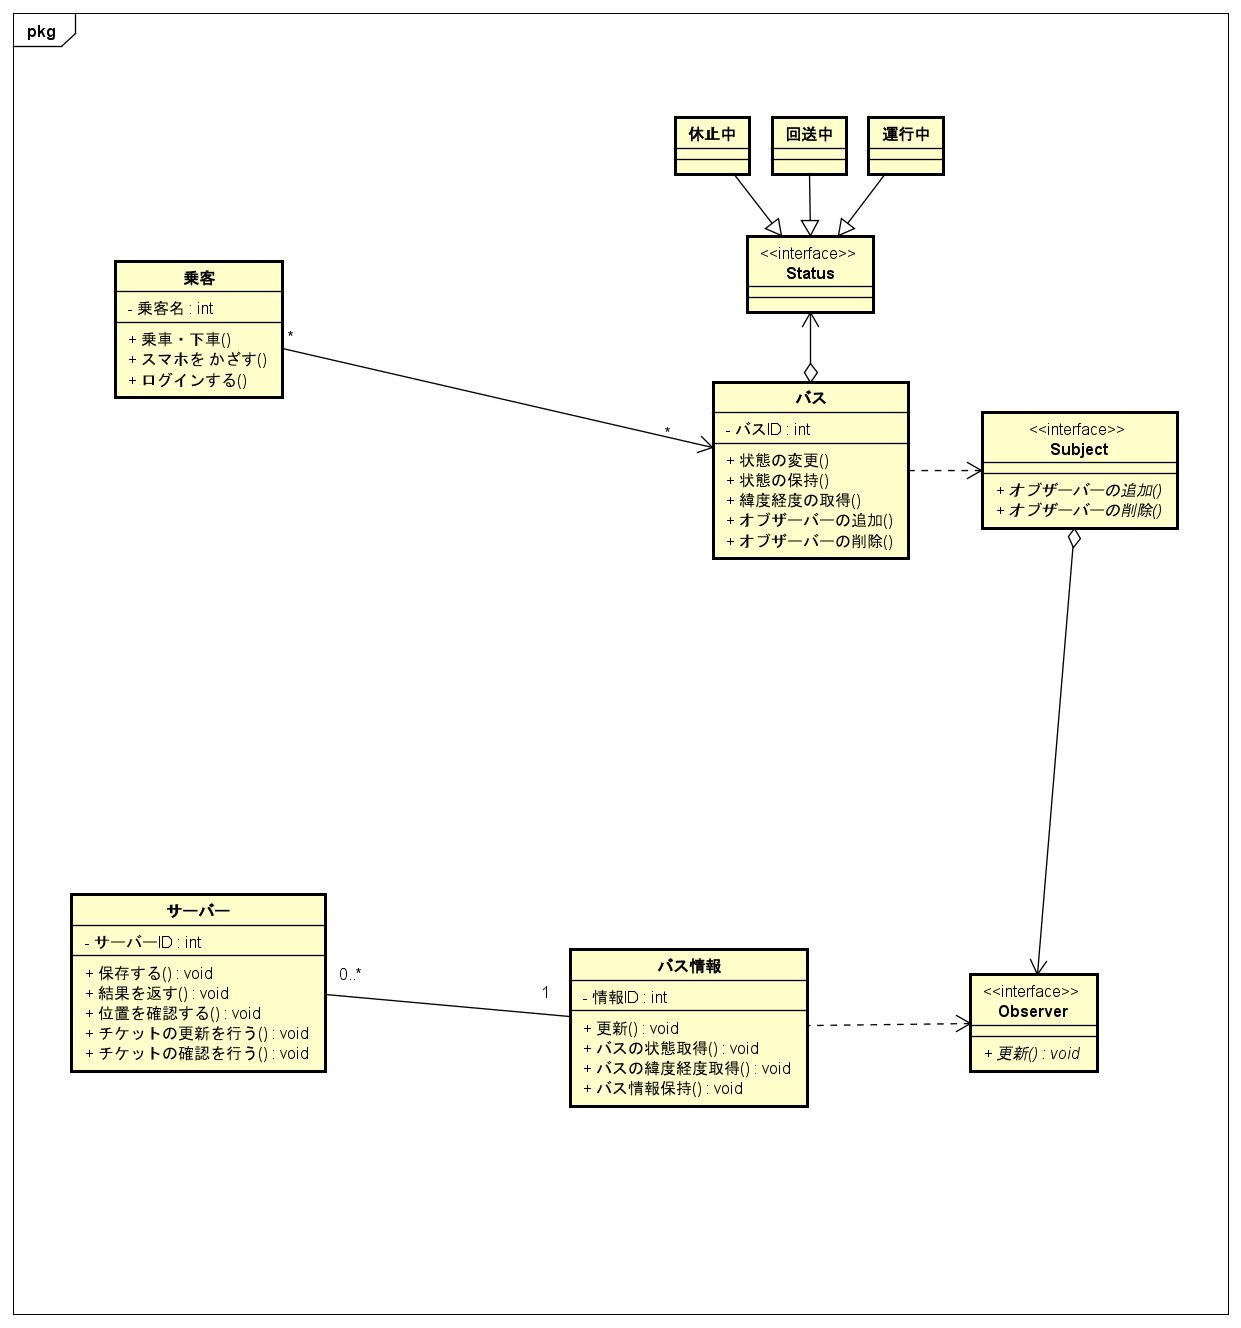 pkg
休止中
回送中
運行中
<<interface>>
Status
乗客
- 乗客名 : int
+ 乗車・下車()
+ スマホを かざす()
+ ログインする()
*
*
バス
- バスID : int
+ 状態の変更()
+ 状態の保持()
+ 緯度経度の取得()
+ オブザーバーの追加()
+ オブザーバーの削除()
<<interface>>
Subject
+ オブザーバーの追加()
+ オブザーバーの削除()
サーバー
- サーバーID : int
+ 保存する() : void
+ 結果を返す() : void
+ 位置を確認する() : void
+ チケットの更新を行う() : void
+ チケットの確認を行う() : void
0..*
1
バス情報
- 情報ID : int
+ 更新() : void
+ バスの状態取得() : void
+ バスの緯度経度取得() : void
+ バス情報保持() : void
<<interface>>
Observer
+ 更新() : void